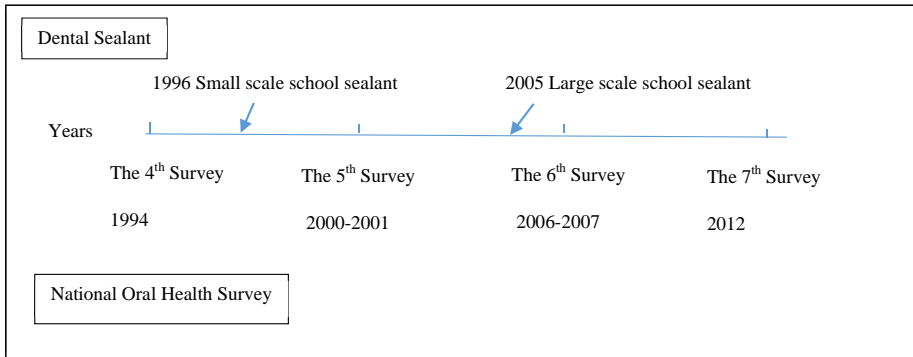 Dental Sealant
1996 Small scale school sealant
2005 Large scale school sealant
Years
The 4th Survey
The 5th Survey
The 6th Survey
The 7th Survey
1994
2000-2001
2006-2007
2012
National Oral Health Survey